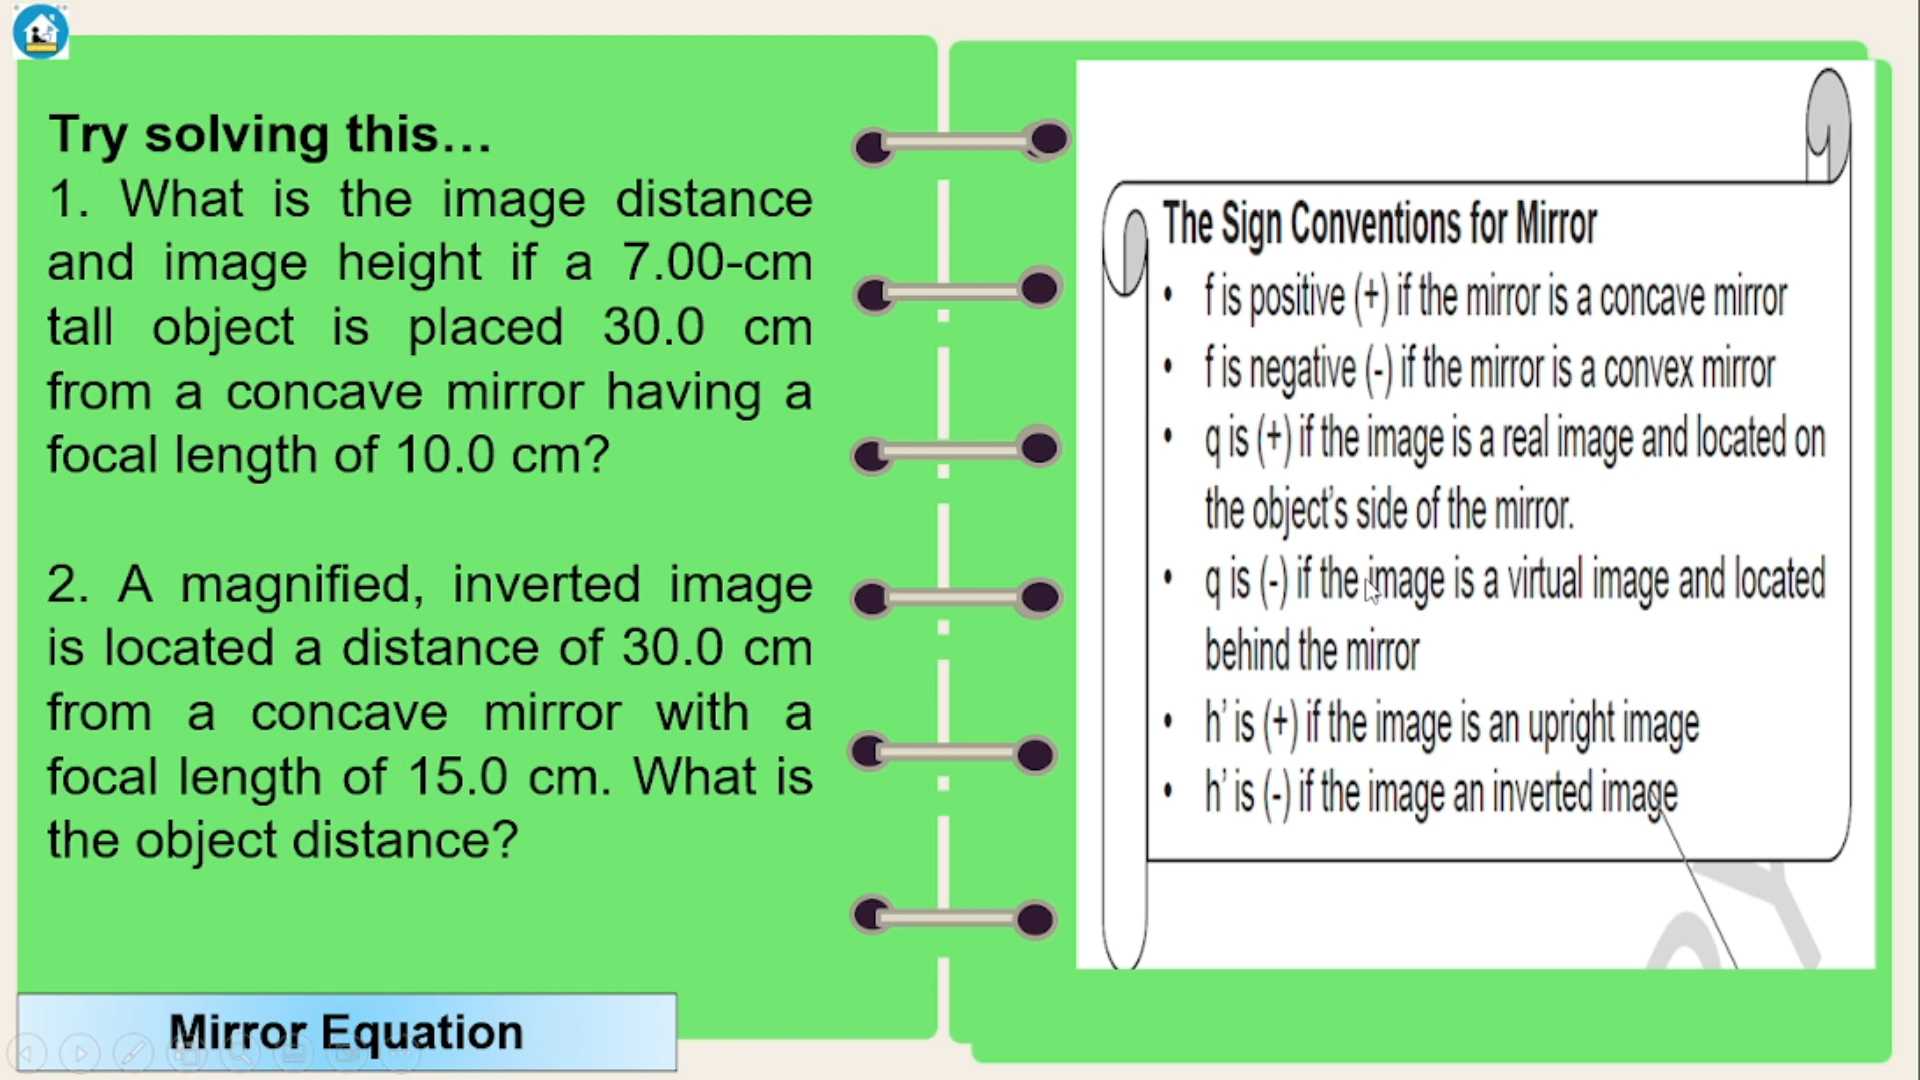 Try solving this…
1. What is the image distance
and image height if a 7.00-cm
tall object is placed 30.0 cm
from a concave mirror having a
focal length of 10.0 cm?
2. A magnified, inverted image
is located a distance of 30.0 cm
from a concave mirror with a
focal length of 15.0 cm. What is
the object distance?
Mirror Equation
The Sign Conventions for Mirror
• f is positive (+) if the mirror is a concave mirror
• f is negative (-) if the mirror is a convex mirror
• q is (+) if the image is a real image and located on
the object's side of the mirror.
• q is (-) if the image is a virtual image and located
behind the mirror
• h' is (+) if the image is an upright image
• h' is (-) if the image an inverted image